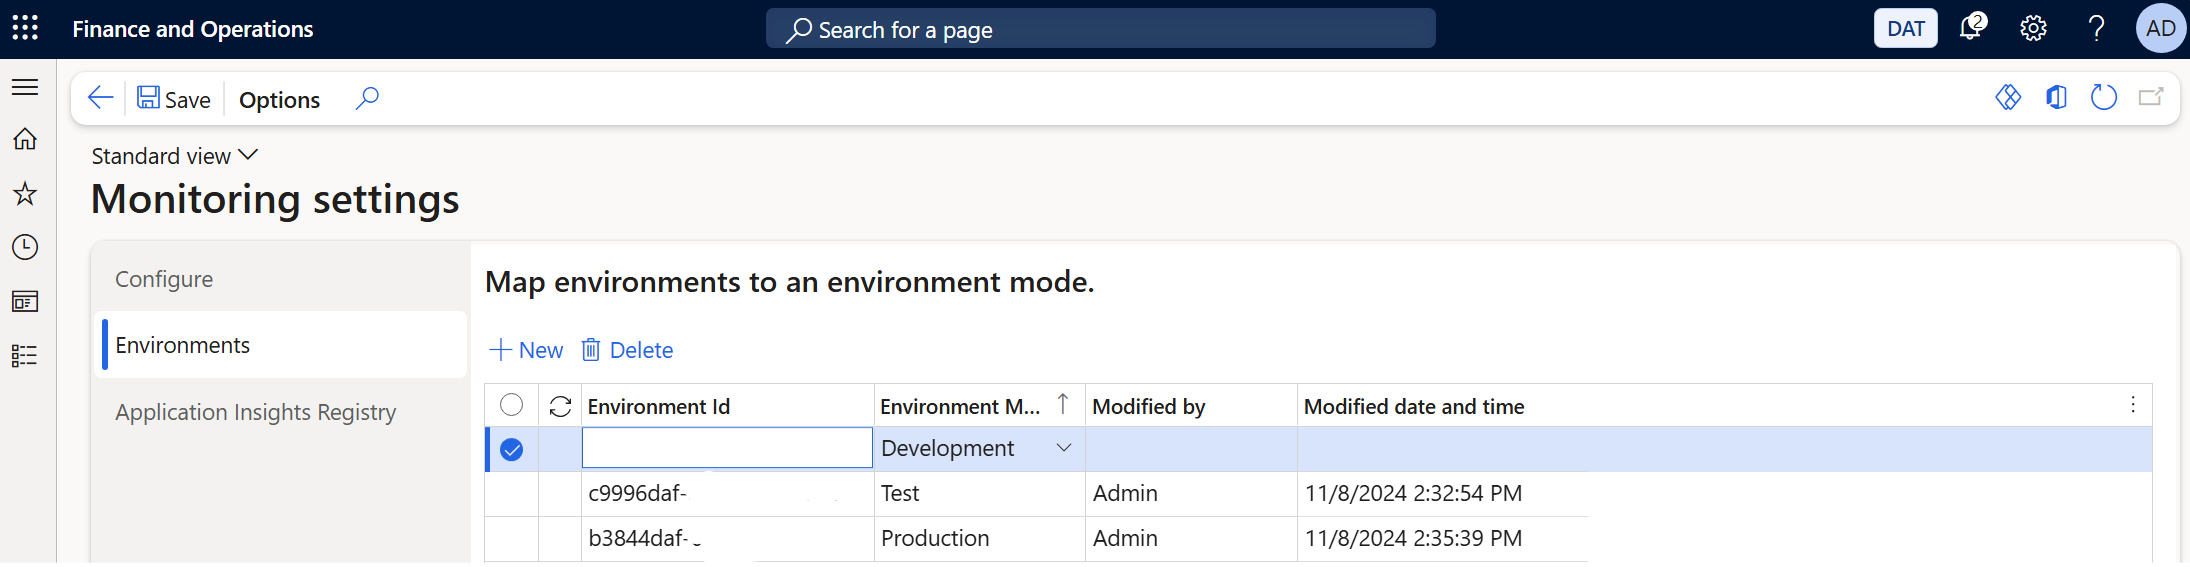 Finance and Operations
Search for a page
DAT
2
AD
Save
Options
Standard view
Monitoring settings
Configure
Environments
Application Insights Registry
Map environments to an environment mode.
New
Delete
Environment Id Environment M... Modified by Modified date and time
Development
c9996daf- Test Admin 11/8/2024 2:32:54 PM
b3844daf- Production Admin 11/8/2024 2:35:39 PM